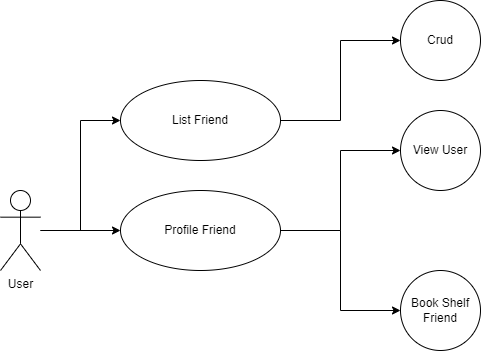 Crud
List Friend
View User
Profile Friend
User
Book Shelf
Friend